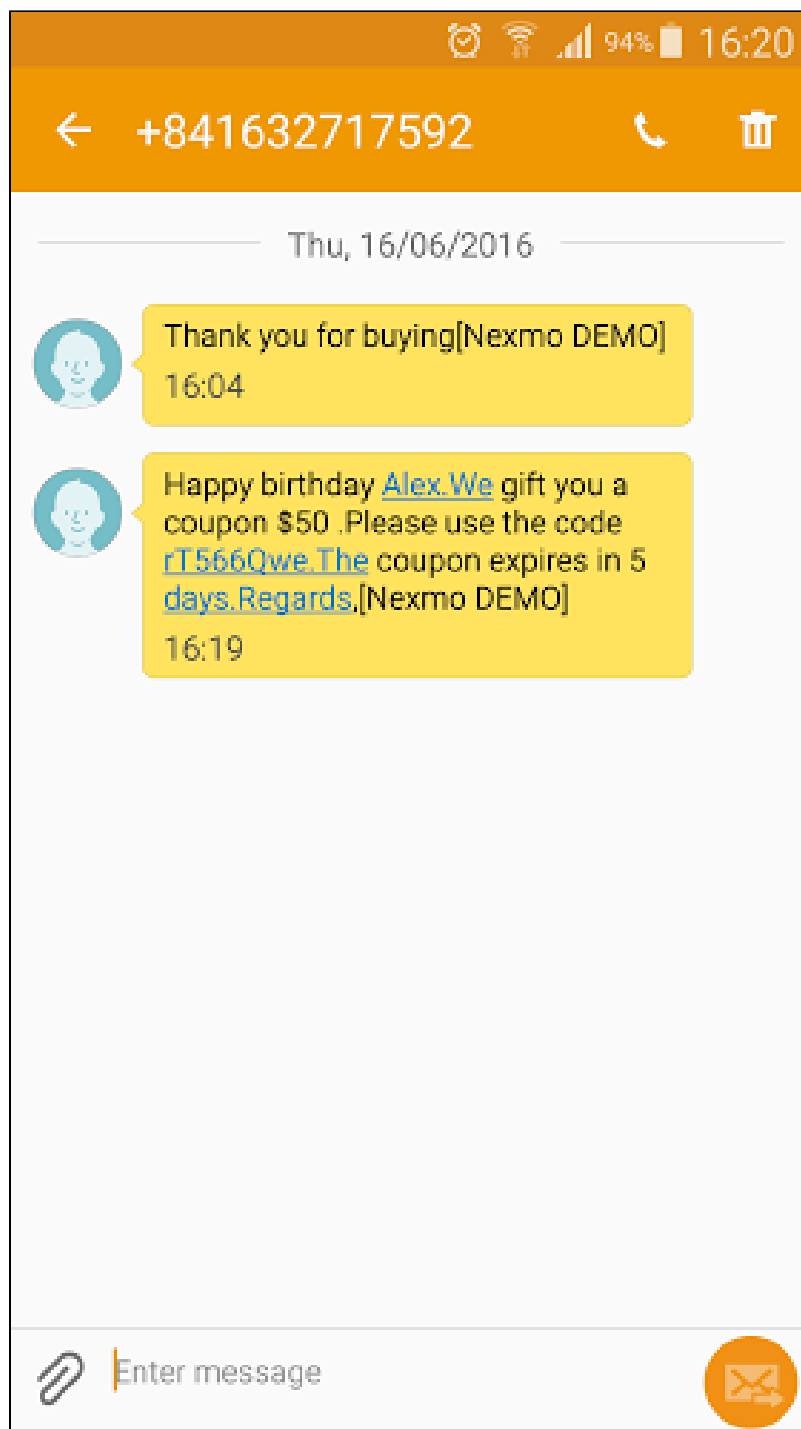 94% 16:20
+841632717592
Thu, 16/06/2016
Thank you for buying[Nexmo DEMO]
16:04
Happy birthday Alex.We gift you a
coupon $50 .Please use the code
rT566Qwe.The coupon expires in 5
days.Regards,[Nexmo DEMO]
16:19
Enter message